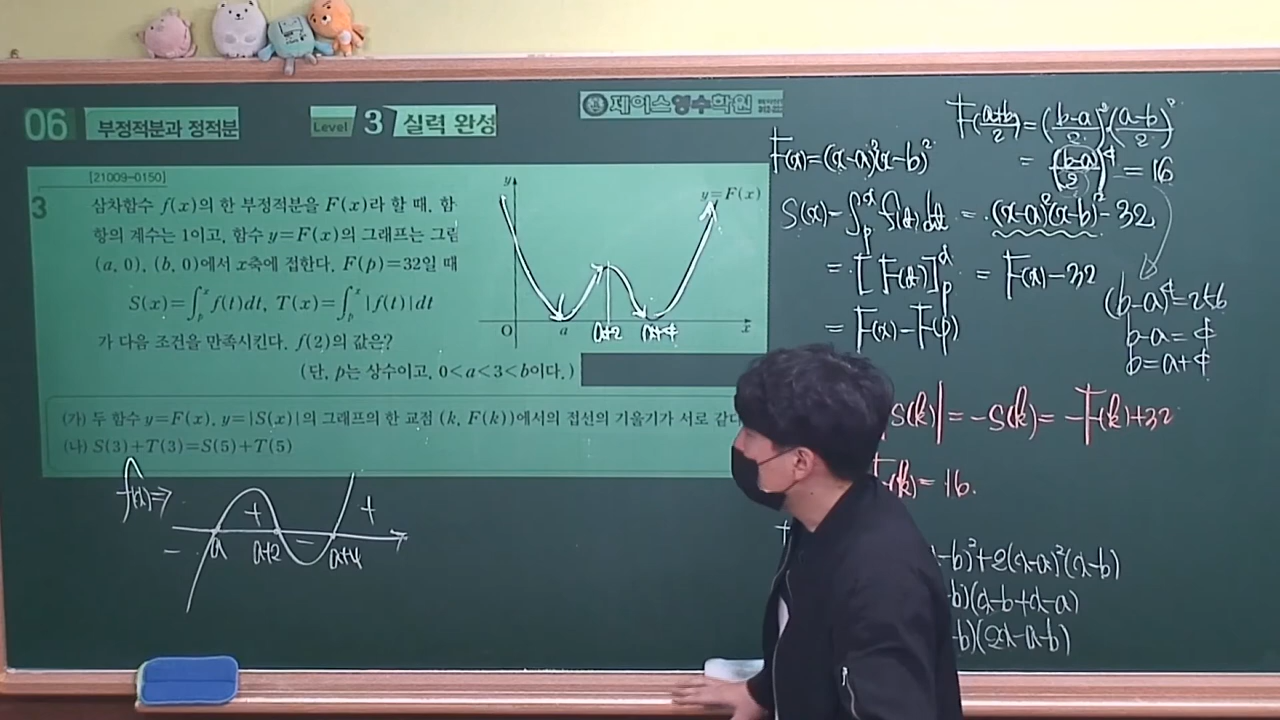 06 부정적분과 정적분
Level 3 실력 완성
제이스영수학원
[21009-0150]
3
삼차함수 f(x)의 한 부정적분을 F(x)라 할 때, 함
항의 계수는 1이고, 함수 y=F(x)의 그래프는 그림
(a, 0), (b, 0)에서 x축에 접한다. F(p)=32일 때
S(x)=∫_p^x f(t)dt, T(x)=∫_p^x |f(t)|dt
가 다음 조건을 만족시킨다. f(2)의 값은?
(단, p는 상수이고, 0<a<3<b이다.)
(가) 두 함수 y=F(x), y=|S(x)|의 그래프의 한 교점 (k, F(k))에서의 접선의 기울기가 서로 같다
(나) S(3)+T(3)=S(5)+T(5)
y
y=F(x)
O a a+2 a+4 x
f(x)⇒
+ +
- a a+2 - a+4
F((a+b)/2)=((b-a)/2)²((a-b)/2)²
=((b-a)/2)⁴=16
F(x)=(x-a)²(x-b)²
S(x)=∫_p^x f(t)dt =(x-a)²(x-b)²-32
=[F(t)]_p^x = F(x)-32
=F(x)-F(p)
(b-a)⁴=256
b-a=4
b=a+4
S(k)|=-S(k)=-F(k)+32
F(k)=16.
-b)²+2(x-a)²(x-b)
b)(x-b+x-a)
-b)(2x-a-b)